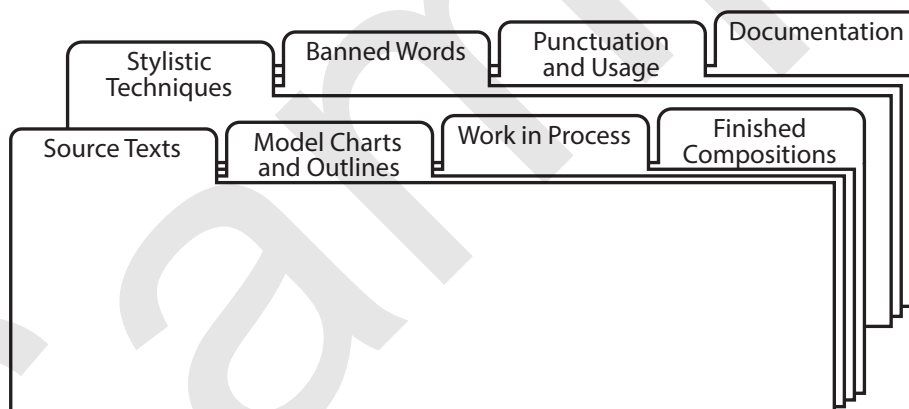 Stylistic
Techniques
Banned Words
Punctuation
and Usage
Documentation
Source Texts
Model Charts
and Outlines
Work in Process
Finished
Compositions